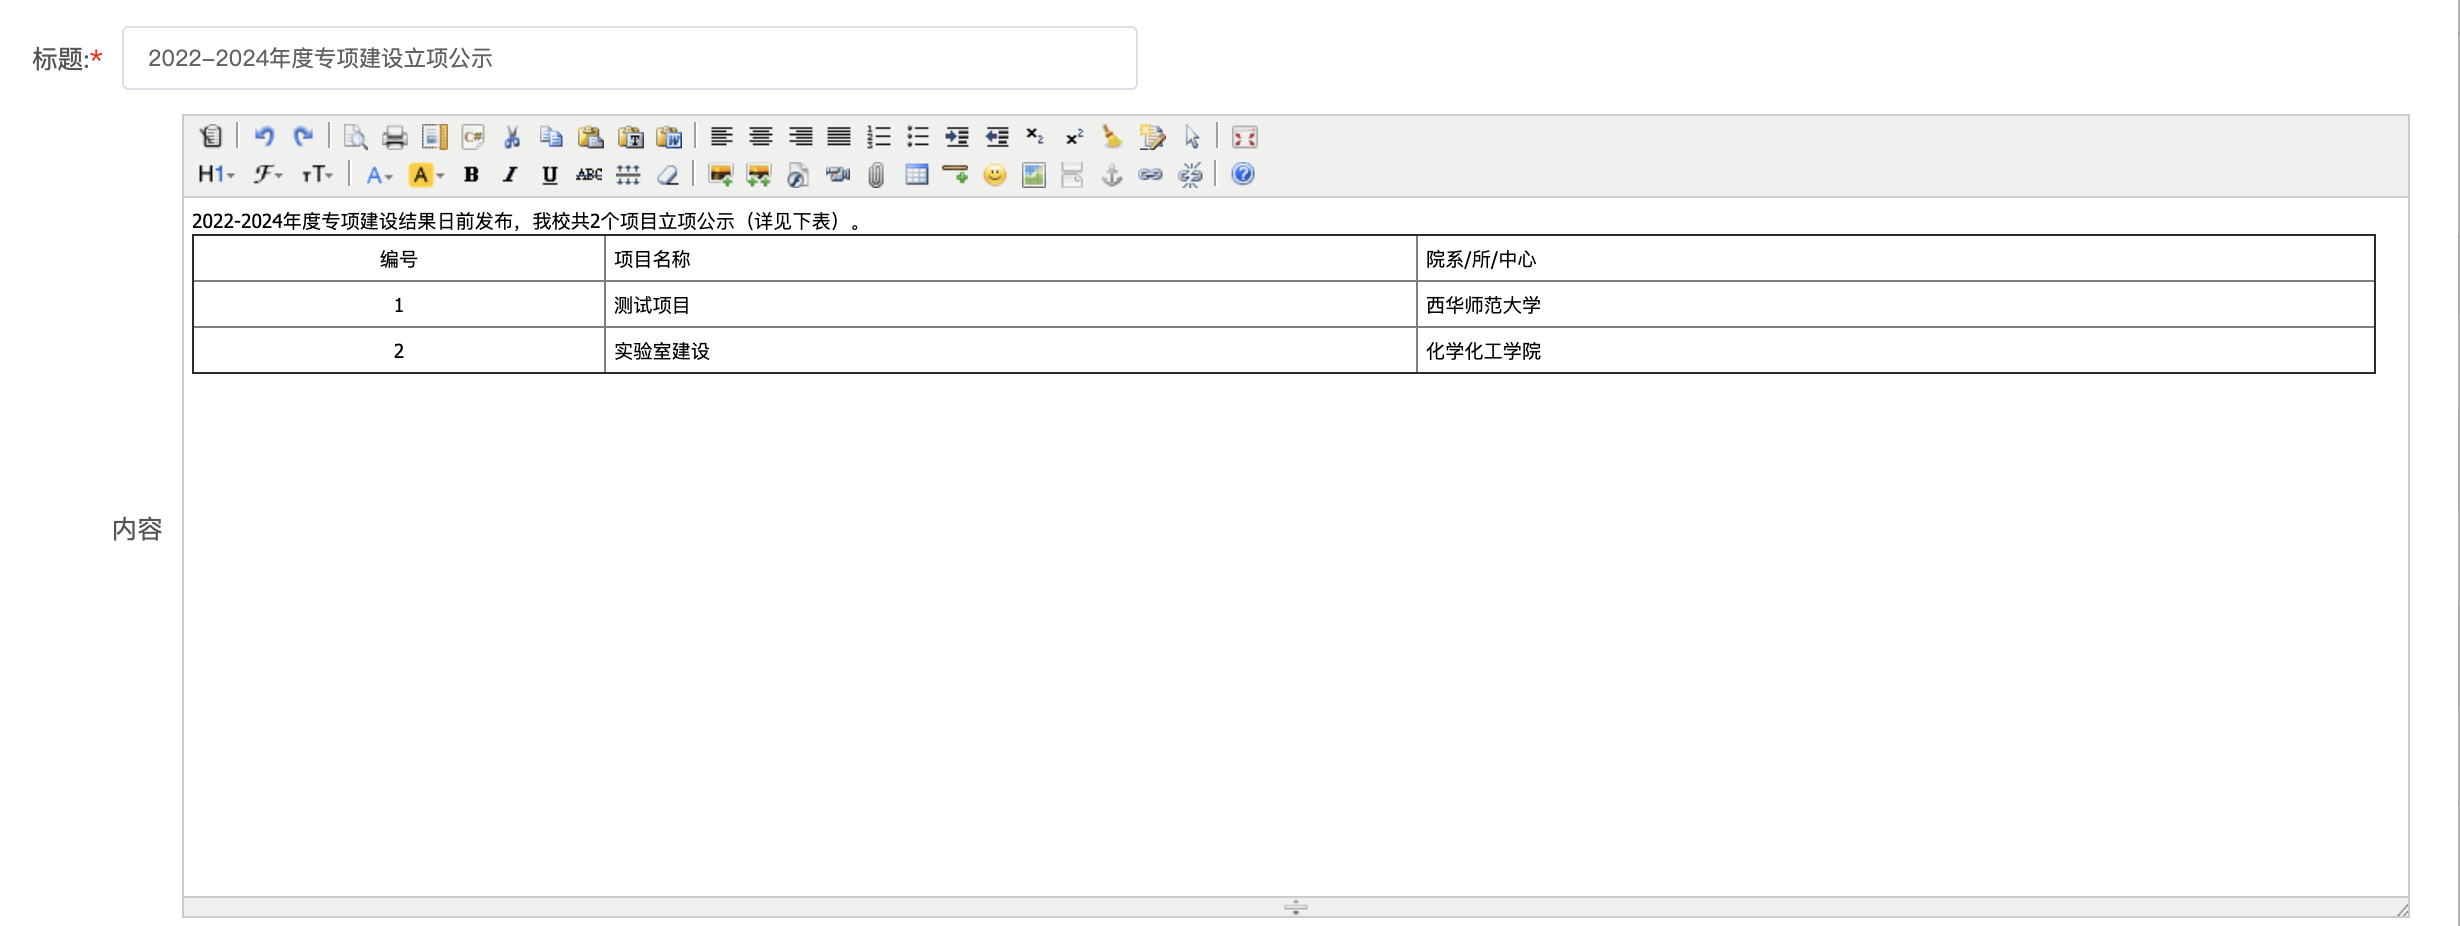 标题:*
2022-2024年度专项建设立项公示
C#
T
W
x₂
x²
H1
F
тT
A
A
B
I
U
ABC
2022-2024年度专项建设结果日前发布，我校共2个项目立项公示（详见下表）。
编号 项目名称 院系/所/中心
1 测试项目 西华师范大学
2 实验室建设 化学化工学院
内容